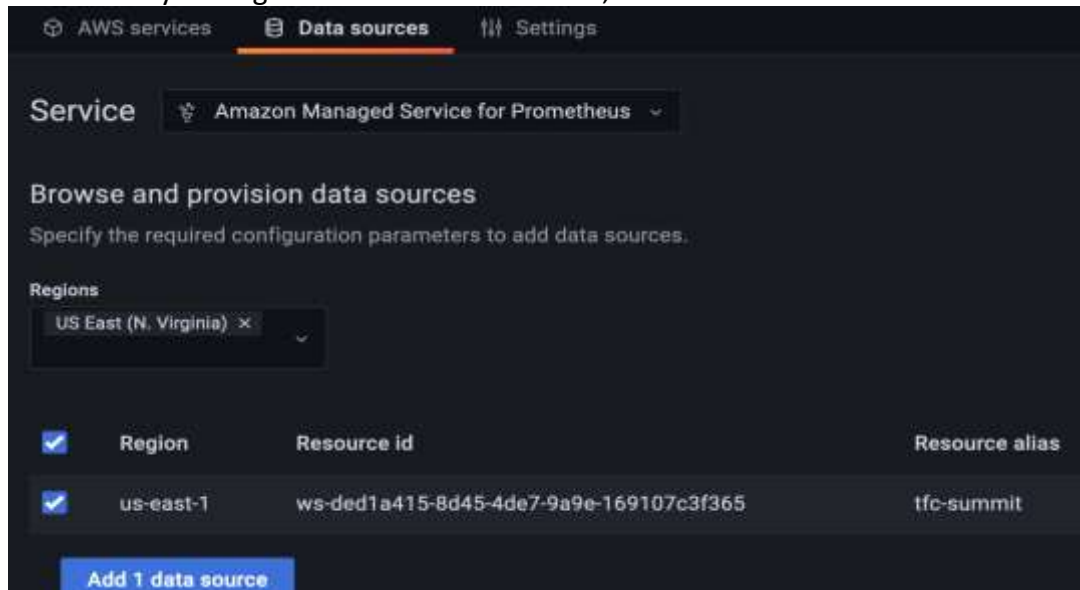 AWS services Data sources Settings
Service Amazon Managed Service for Prometheus
Browse and provision data sources
Specify the required configuration parameters to add data sources.
Regions
US East (N. Virginia) ×
Region Resource id Resource alias
us-east-1 ws-ded1a415-8d45-4de7-9a9e-169107c3f365 tfc-summit
Add 1 data source